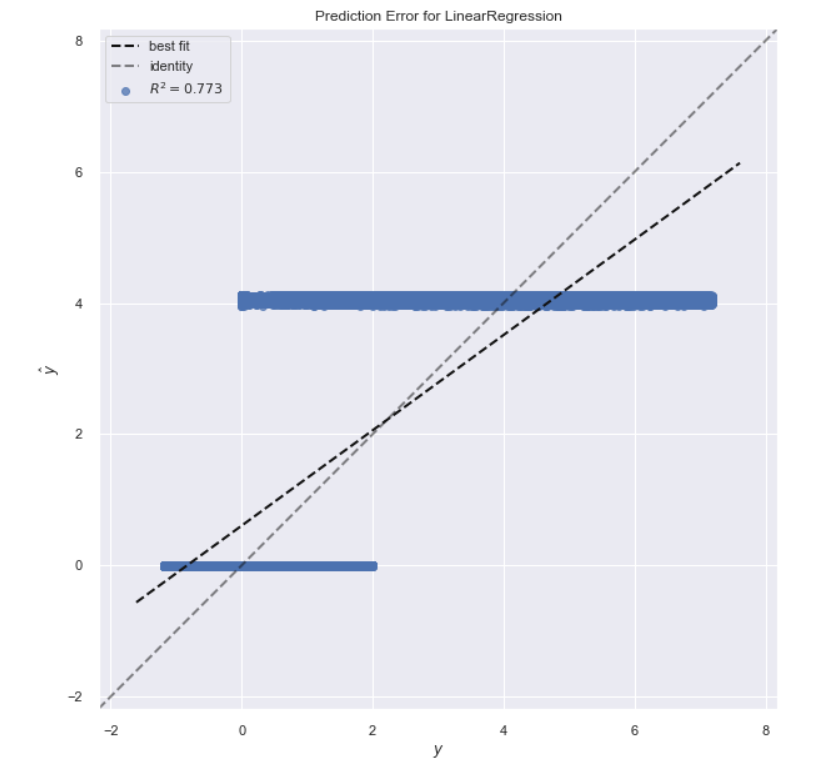 Prediction Error for LinearRegression
best fit
identity
R² = 0.773
8
6
4
2
0
−2
ŷ
−2 0 2 4 6 8
y